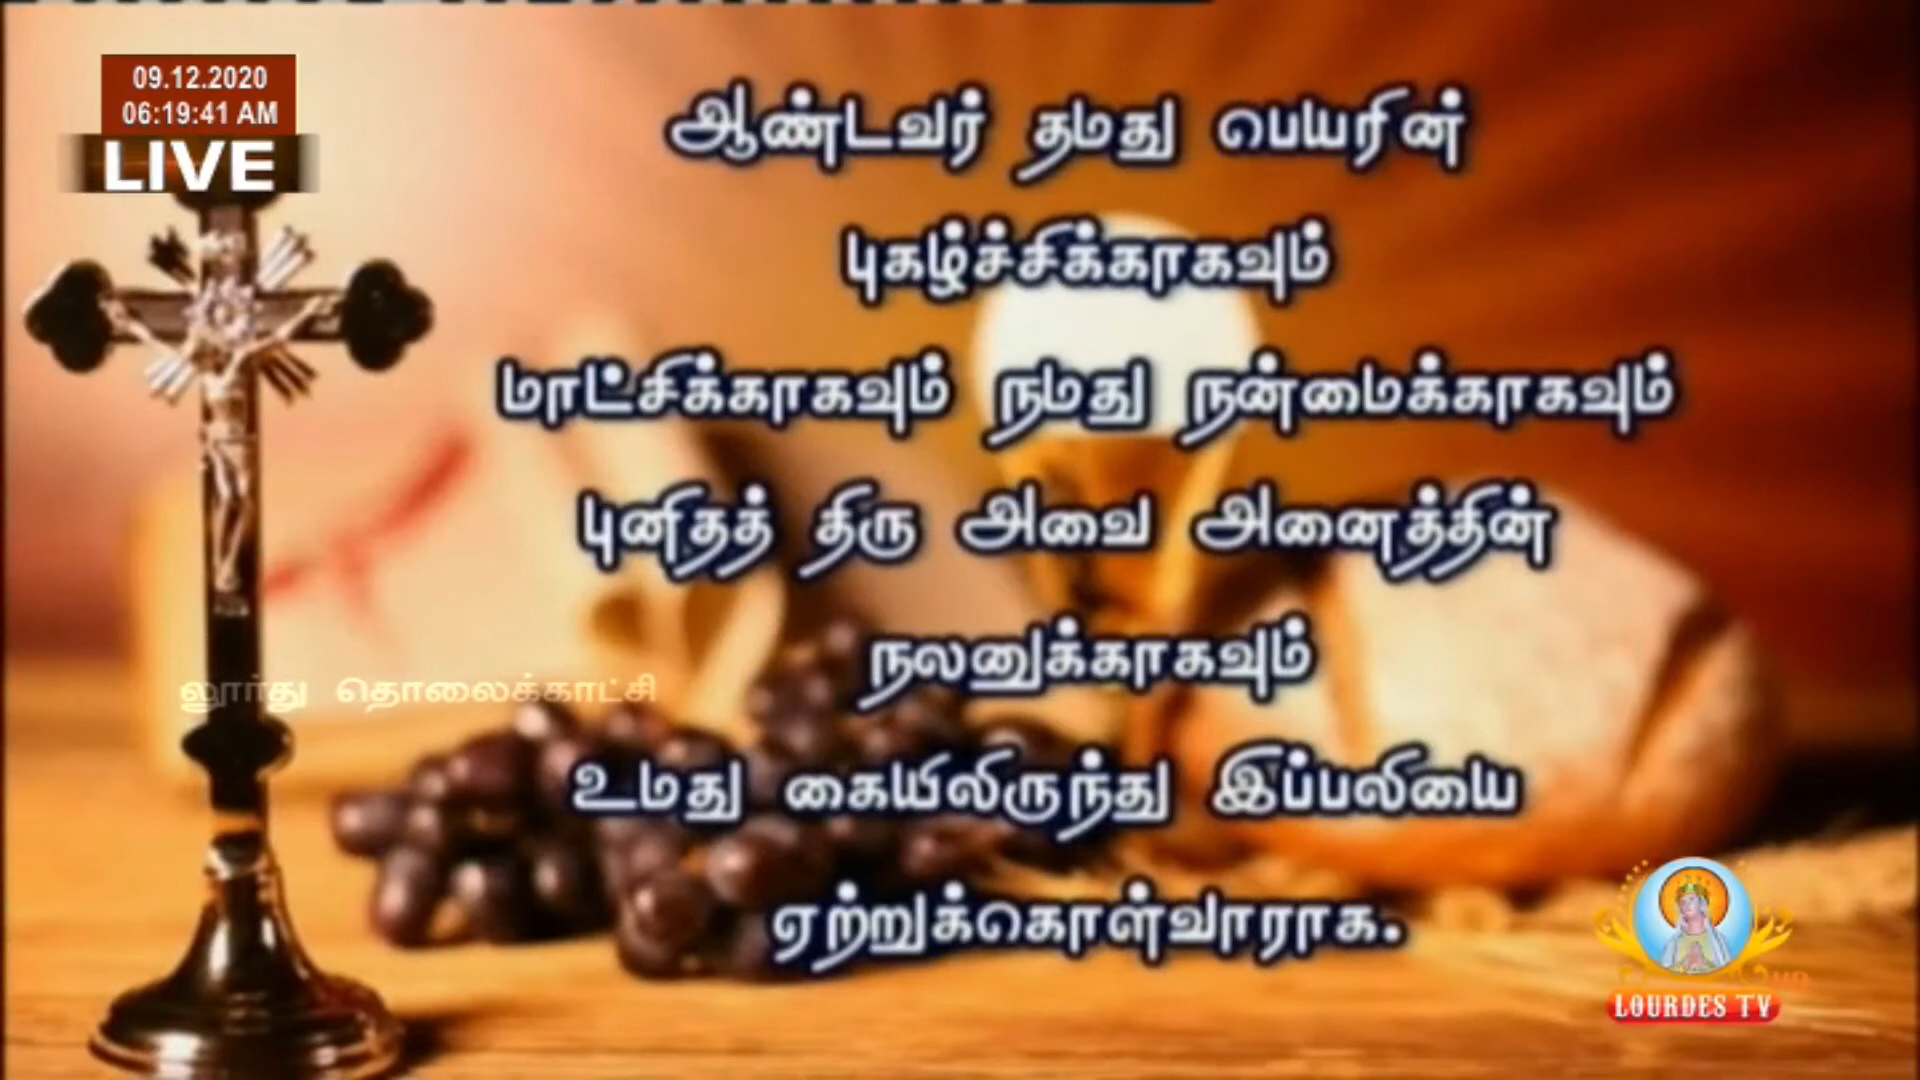 09.12.2020
06:19:41 AM
LIVE
ஆண்டவர் தமது பெயரின்
புகழ்ச்சிக்காகவும்
மாட்சிக்காகவும் நமது நன்மைக்காகவும்
புனிதத் திரு அவை அனைத்தின்
நலனுக்காகவும்
லூர்து தொலைக்காட்சி
உமது கையிலிருந்து இப்பலியை
ஏற்றுக்கொள்வாராக.
HD
LOURDES TV